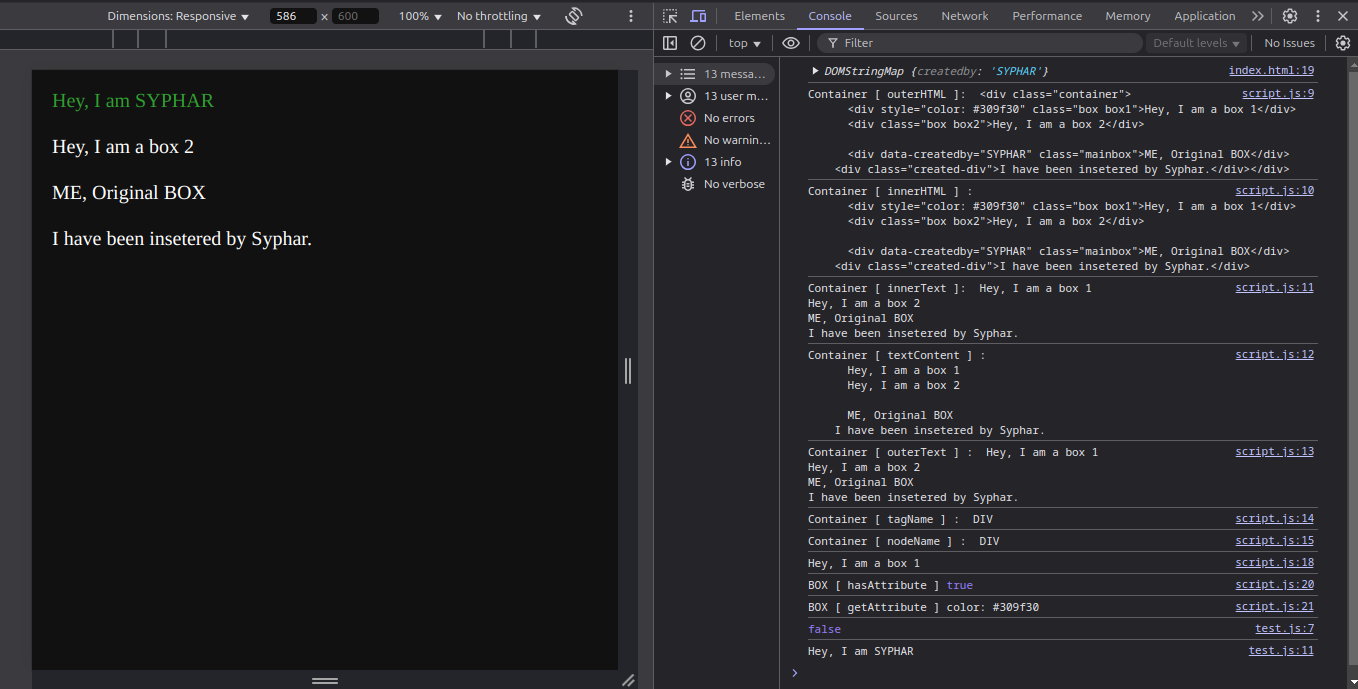 Dimensions: Responsive 586 x 600 100% No throttling
Elements Console Sources Network Performance Memory Application
top Filter Default levels No Issues
Hey, I am SYPHAR
Hey, I am a box 2
ME, Original BOX
I have been insetered by Syphar.
13 messa...
13 user m...
No errors
No warnin...
13 info
No verbose
DOMStringMap {createdby: 'SYPHAR'} index.html:19
Container [ outerHTML ]:  <div class="container"> script.js:9
<div style="color: #309f30" class="box box1">Hey, I am a box 1</div>
<div class="box box2">Hey, I am a box 2</div>
<div data-createdby="SYPHAR" class="mainbox">ME, Original BOX</div>
<div class="created-div">I have been insetered by Syphar.</div></div>
Container [ innerHTML ] : script.js:10
<div style="color: #309f30" class="box box1">Hey, I am a box 1</div>
<div class="box box2">Hey, I am a box 2</div>
<div data-createdby="SYPHAR" class="mainbox">ME, Original BOX</div>
<div class="created-div">I have been insetered by Syphar.</div>
Container [ innerText ]:  Hey, I am a box 1 script.js:11
Hey, I am a box 2
ME, Original BOX
I have been insetered by Syphar.
Container [ textContent ] : script.js:12
Hey, I am a box 1
Hey, I am a box 2
ME, Original BOX
I have been insetered by Syphar.
Container [ outerText ] :  Hey, I am a box 1 script.js:13
Hey, I am a box 2
ME, Original BOX
I have been insetered by Syphar.
Container [ tagName ] :  DIV script.js:14
Container [ nodeName ] :  DIV script.js:15
Hey, I am a box 1 script.js:18
BOX [ hasAttribute ] true script.js:20
BOX [ getAttribute ] color: #309f30 script.js:21
false test.js:7
Hey, I am SYPHAR test.js:11